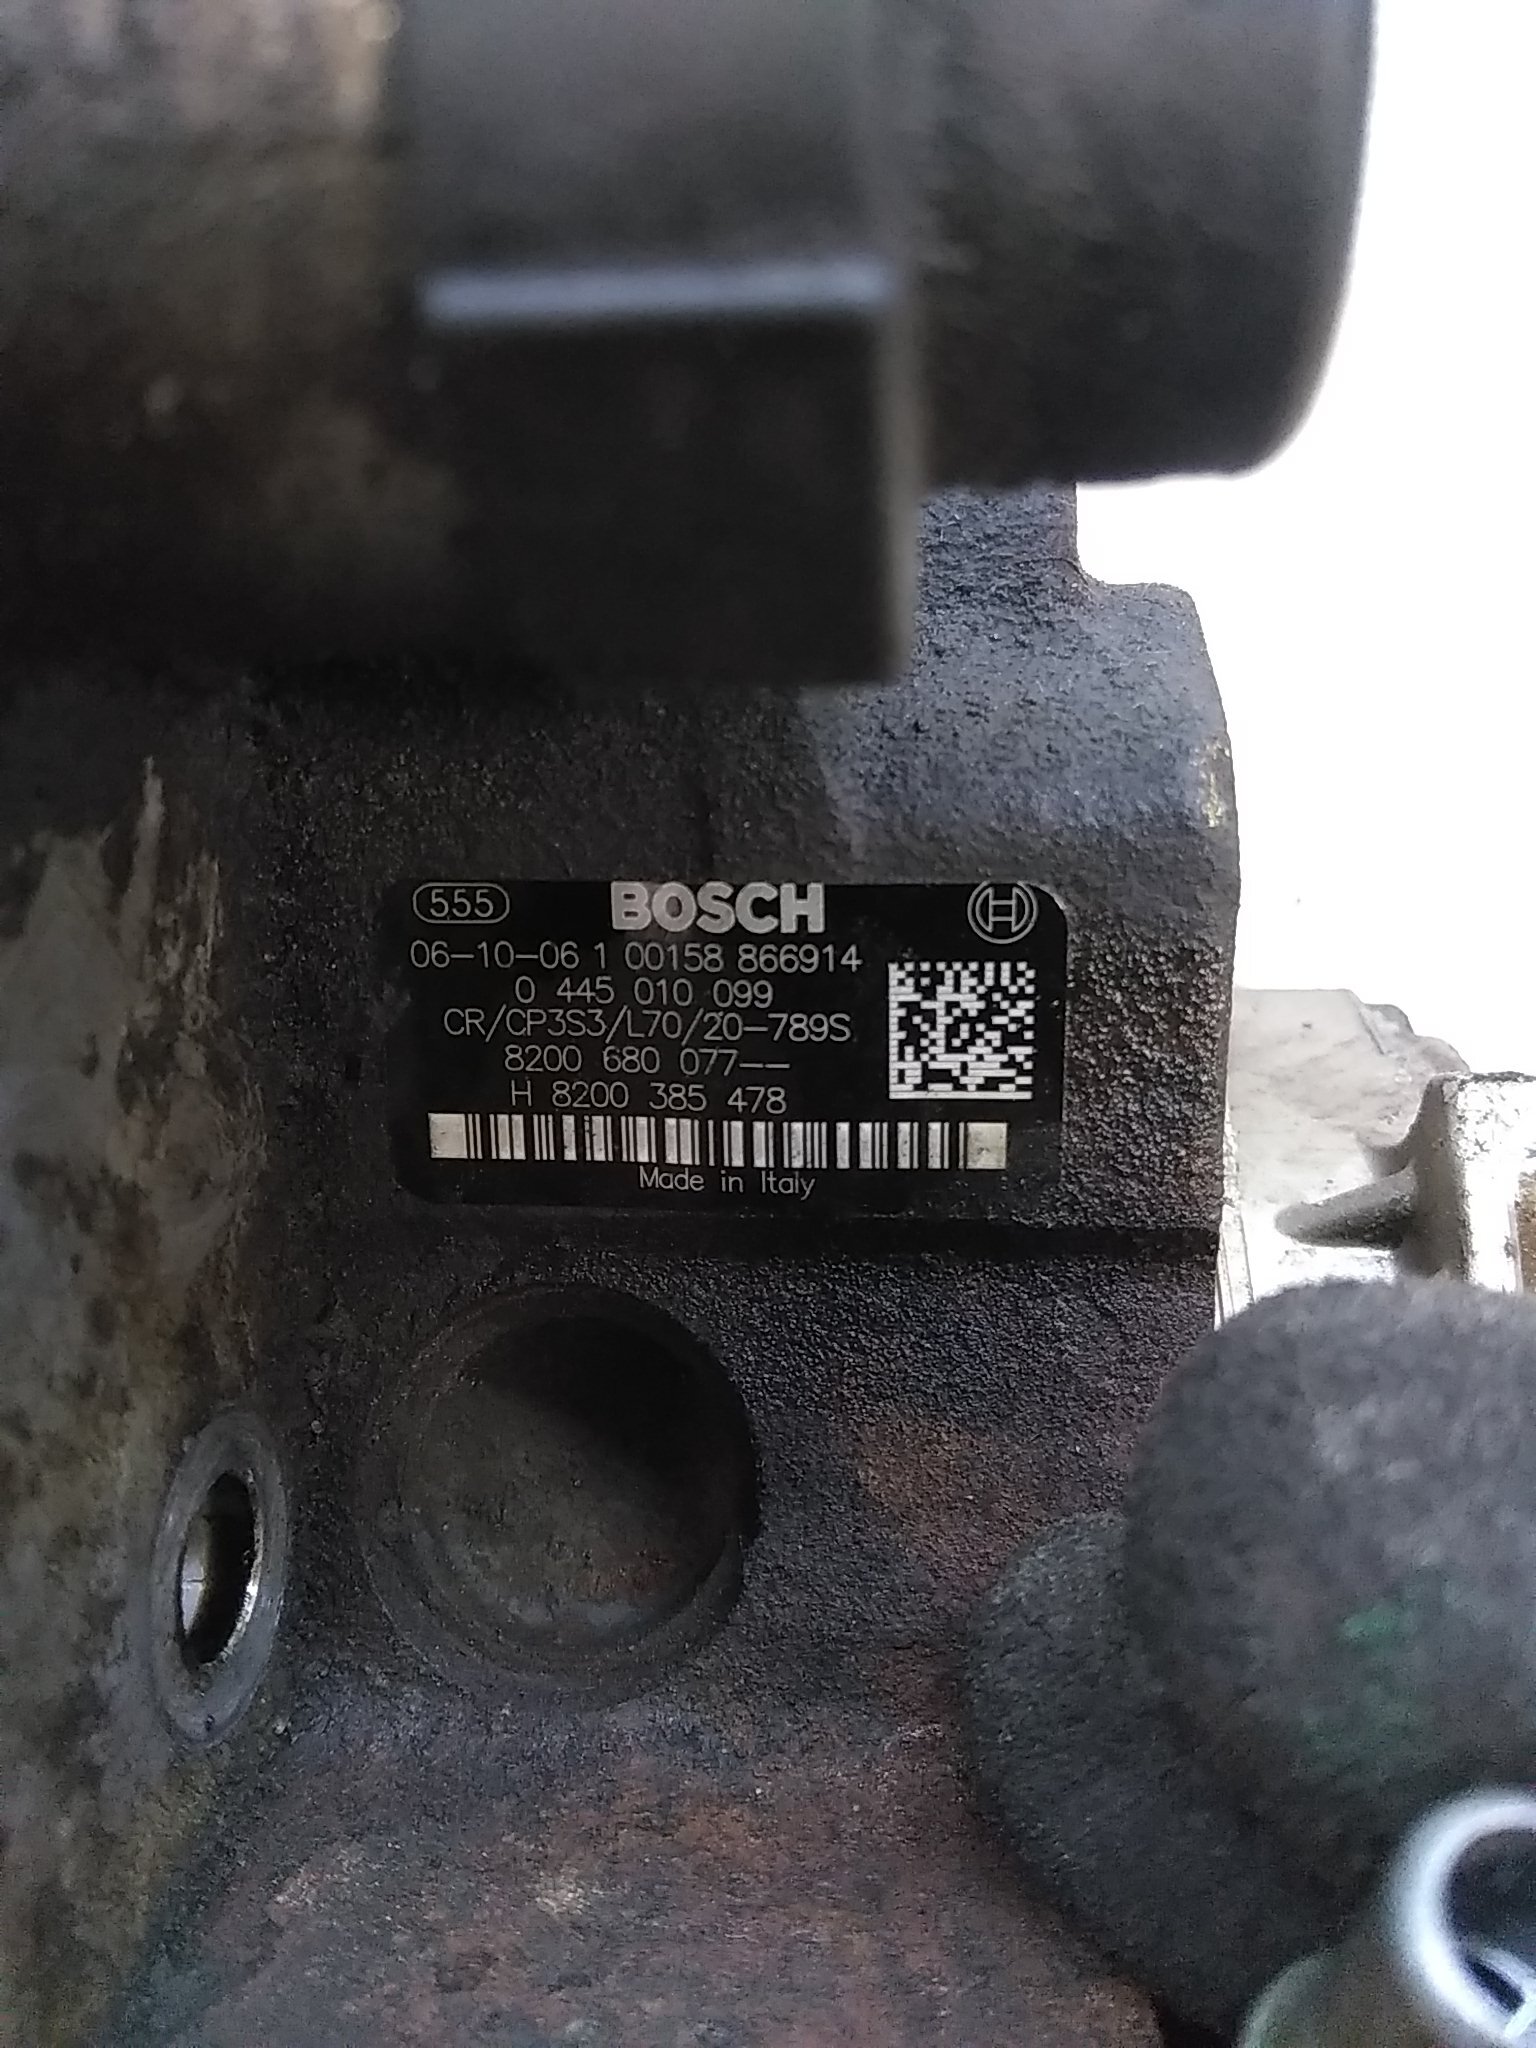 555 BOSCH
06-10-06 1 00158 866914
0 445 010 099
CR/CP3S3/L70/20-789S
8200 680 077--
H 8200 385 478
Made in Italy